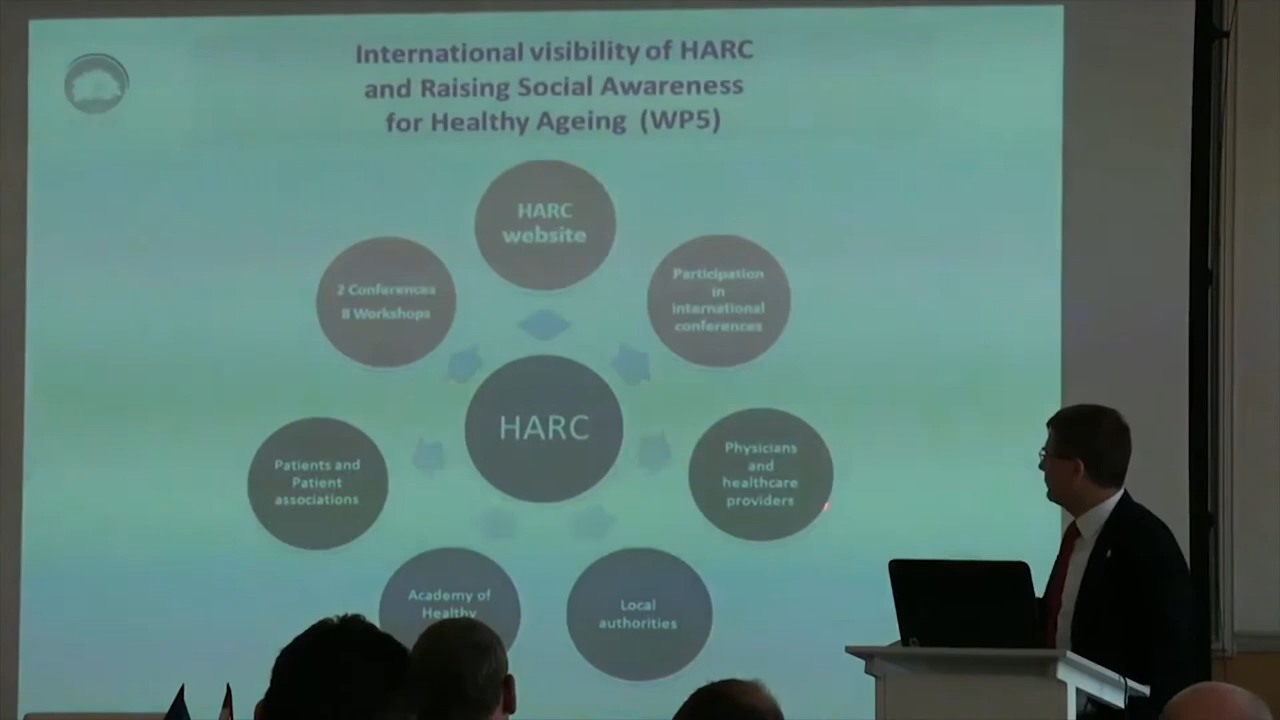 International visibility of HARC
and Raising Social Awareness
for Healthy Ageing (WP5)
HARC
website
2 Conferences
8 Workshops
Participation
in
international
conferences
HARC
Patients and
Patient
associations
Physicians
and
healthcare
providers
Academy of
Healthy
Local
authorities